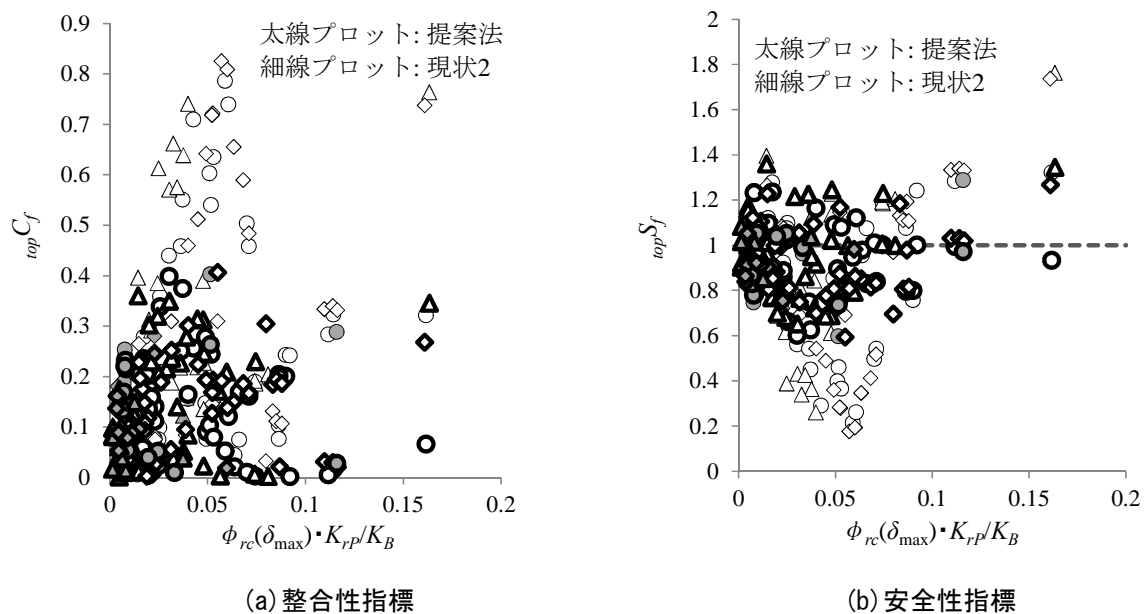 太線プロット: 提案法
細線プロット: 現状2
0.9
0.8
0.7
0.6
0.5
0.4
0.3
0.2
0.1
0
topCf
0 0.05 0.1 0.15 0.2
ϕrc(δmax)・KrP/KB
(a)整合性指標
太線プロット: 提案法
細線プロット: 現状2
2
1.8
1.6
1.4
1.2
1
0.8
0.6
0.4
0.2
0
topSf
0 0.05 0.1 0.15 0.2
ϕrc(δmax)・KrP/KB
(b)安全性指標